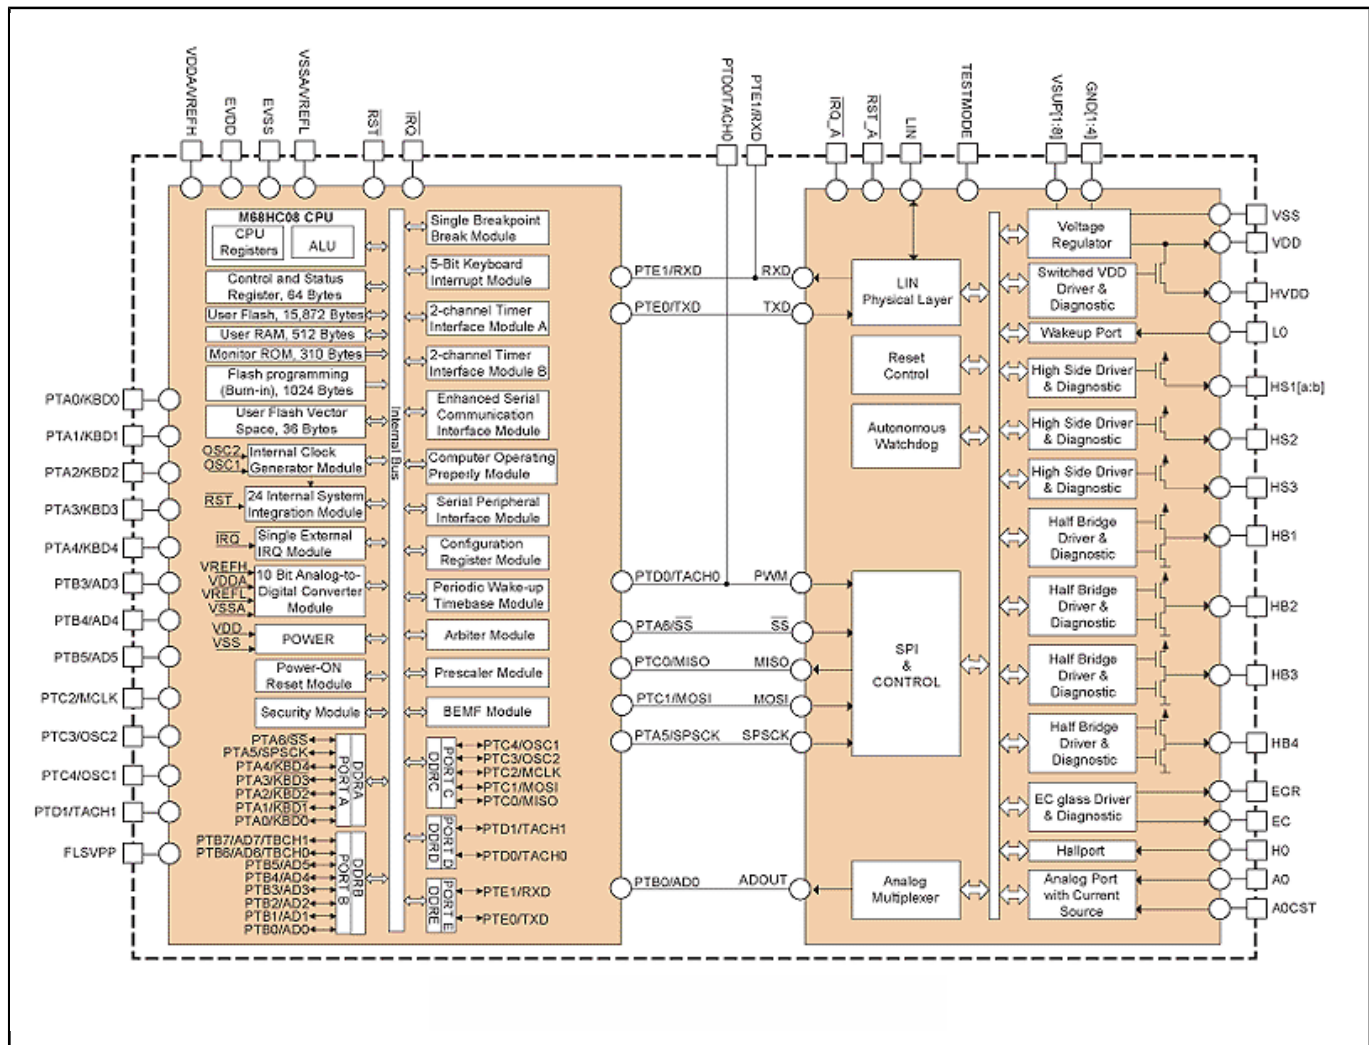 VDDA/VREFH
EVDD
EVSS
VSSA/VREFL
RST
IRQ
PTD0/TACH0
PTE1/RXD
IRQ_A
RST_A
LIN
TESTMODE
VSUP[1:8]
GND[1:4]
PTA0/KBD0
PTA1/KBD1
PTA2/KBD2
PTA3/KBD3
PTA4/KBD4
PTB3/AD3
PTB4/AD4
PTB5/AD5
PTC2/MCLK
PTC3/OSC2
PTC4/OSC1
PTD1/TACH1
FLSVPP
M68HC08 CPU
CPU
Registers
ALU
Control and Status
Register, 64 Bytes
User Flash, 15,872 Bytes
User RAM, 512 Bytes
Monitor ROM, 310 Bytes
Flash programming
(Burn-in), 1024 Bytes
User Flash Vector
Space, 36 Bytes
OSC2
OSC1
Internal Clock
Generator Module
RST
24 Internal System
Integration Module
IRQ
Single External
IRQ Module
VREFH
VDDA
VREFL
VSSA
10 Bit Analog-to-
Digital Converter
Module
VDD
VSS
POWER
Power-ON
Reset Module
Security Module
PTA6/SS
PTA5/SPSCK
PTA4/KBD4
PTA3/KBD3
PTA2/KBD2
PTA1/KBD1
PTA0/KBD0
DDRA
PORT A
PTB7/AD7/TBCH1
PTB6/AD6/TBCH0
PTB5/AD5
PTB4/AD4
PTB3/AD3
PTB2/AD2
PTB1/AD1
PTB0/AD0
DDRB
PORT B
Internal Bus
Single Breakpoint
Break Module
5-Bit Keyboard
Interrupt Module
2-channel Timer
Interface Module A
2-channel Timer
Interface Module B
Enhanced Serial
Communication
Interface Module
Computer Operating
Properly Module
Serial Peripheral
Interface Module
Configuration
Register Module
Periodic Wake-up
Timebase Module
Arbiter Module
Prescaler Module
BEMF Module
PORT C
DDRC
PTC4/OSC1
PTC3/OSC2
PTC2/MCLK
PTC1/MOSI
PTC0/MISO
PORT D
DDRD
PTD1/TACH1
PTD0/TACH0
PORT E
DDRE
PTE1/RXD
PTE0/TXD
PTE1/RXD
RXD
PTE0/TXD
TXD
PTD0/TACH0
PWM
PTA6/SS
SS
PTC0/MISO
MISO
PTC1/MOSI
MOSI
PTA5/SPSCK
SPSCK
PTB0/AD0
ADOUT
LIN
Physical Layer
Reset
Control
Autonomous
Watchdog
SPI
&
CONTROL
Analog
Multiplexer
Voltage
Regulator
Switched VDD
Driver &
Diagnostic
Wakeup Port
High Side Driver
& Diagnostic
High Side Driver
& Diagnostic
High Side Driver
& Diagnostic
Half Bridge
Driver &
Diagnostic
Half Bridge
Driver &
Diagnostic
Half Bridge
Driver &
Diagnostic
Half Bridge
Driver &
Diagnostic
EC glass Driver
& Diagnostic
Hallport
Analog Port
with Current
Source
VSS
VDD
HVDD
L0
HS1[a:b]
HS2
HS3
HB1
HB2
HB3
HB4
ECR
EC
H0
A0
A0CST